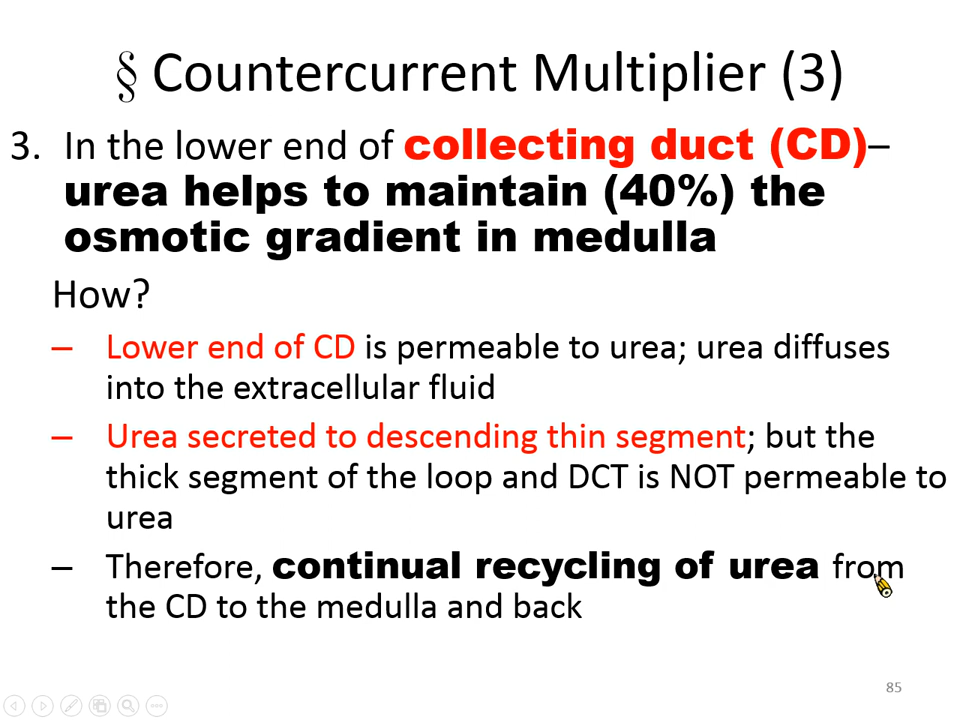 § Countercurrent Multiplier (3)
3. In the lower end of collecting duct (CD)–
urea helps to maintain (40%) the
osmotic gradient in medulla
How?
– Lower end of CD is permeable to urea; urea diffuses
into the extracellular fluid
– Urea secreted to descending thin segment; but the
thick segment of the loop and DCT is NOT permeable to
urea
– Therefore, continual recycling of urea from
the CD to the medulla and back
85